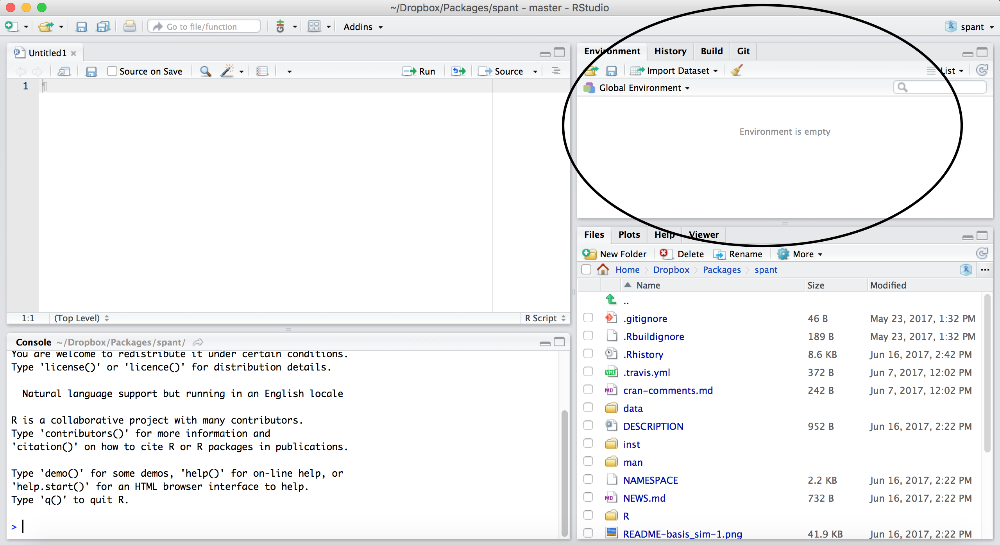 ~/Dropbox/Packages/spant - master - RStudio
Go to file/function
Addins
spant
Untitled1
Source on Save
Run
Source
1
1:1
(Top Level)
R Script
Console ~/Dropbox/Packages/spant/
You are welcome to redistribute it under certain conditions.
Type 'license()' or 'licence()' for distribution details.
Natural language support but running in an English locale
R is a collaborative project with many contributors.
Type 'contributors()' for more information and
'citation()' on how to cite R or R packages in publications.
Type 'demo()' for some demos, 'help()' for on-line help, or
'help.start()' for an HTML browser interface to help.
Type 'q()' to quit R.
>
Environment History Build Git
Import Dataset
List
Global Environment
Environment is empty
Files Plots Help Viewer
New Folder Delete Rename More
Home Dropbox Packages spant ...
Name Size Modified
..
.gitignore 46 B May 23, 2017, 1:32 PM
.Rbuildignore 189 B May 23, 2017, 1:32 PM
.Rhistory 8.6 KB Jun 16, 2017, 2:42 PM
.travis.yml 372 B Jun 7, 2017, 12:02 PM
cran-comments.md 242 B Jun 7, 2017, 12:02 PM
data
DESCRIPTION 952 B Jun 16, 2017, 2:22 PM
inst
man
NAMESPACE 2.2 KB Jun 16, 2017, 2:22 PM
NEWS.md 732 B Jun 16, 2017, 2:22 PM
R
README-basis_sim-1.png 41.9 KB Jun 16, 2017, 2:22 PM